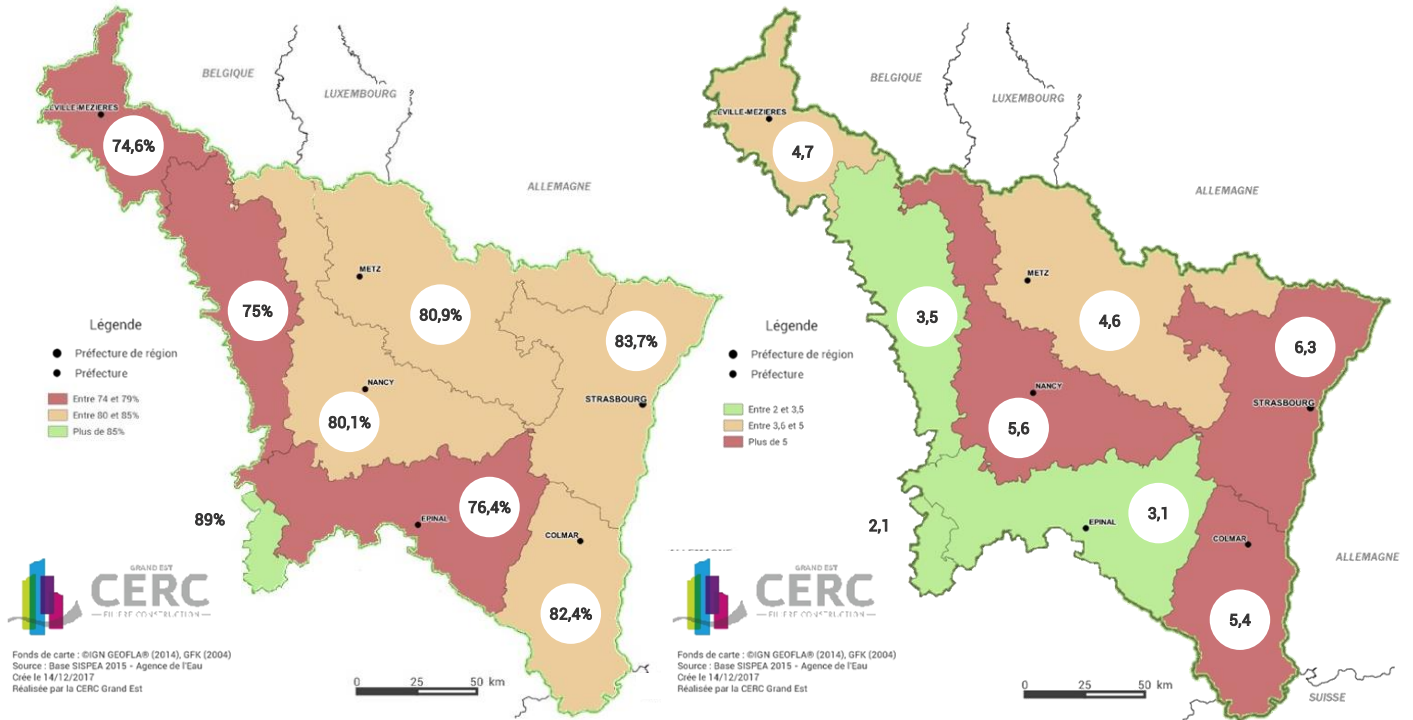 BELGIQUE
LUXEMBOURG
EVILLE-MEZIERES
74,6%
ALLEMAGNE
METZ
75%
80,9%
83,7%
Légende
Préfecture de région
Préfecture
Entre 74 et 79%
Entre 80 et 85%
Plus de 85%
NANCY
STRASBOURG
80,1%
76,4%
89%
EPINAL
COLMAR
82,4%
GRAND EST
CERC
FILIERE CONSTRUCTION
Fonds de carte : ©IGN GEOFLA® (2014), GFK (2004)
Source : Base SISPEA 2015 - Agence de l'Eau
Crée le 14/12/2017
Réalisée par la CERC Grand Est
0 25 50 km
BELGIQUE
LUXEMBOURG
EVILLE-MEZIERES
4,7
ALLEMAGNE
METZ
3,5
4,6
6,3
Légende
Préfecture de région
Préfecture
Entre 2 et 3,5
Entre 3,6 et 5
Plus de 5
NANCY
STRASBOURG
5,6
3,1
2,1
EPINAL
COLMAR
ALLEMAGNE
5,4
GRAND EST
CERC
FILIERE CONSTRUCTION
Fonds de carte : ©IGN GEOFLA® (2014), GFK (2004)
Source : Base SISPEA 2015 - Agence de l'Eau
Crée le 14/12/2017
Réalisée par la CERC Grand Est
0 25 50 km
SUISSE